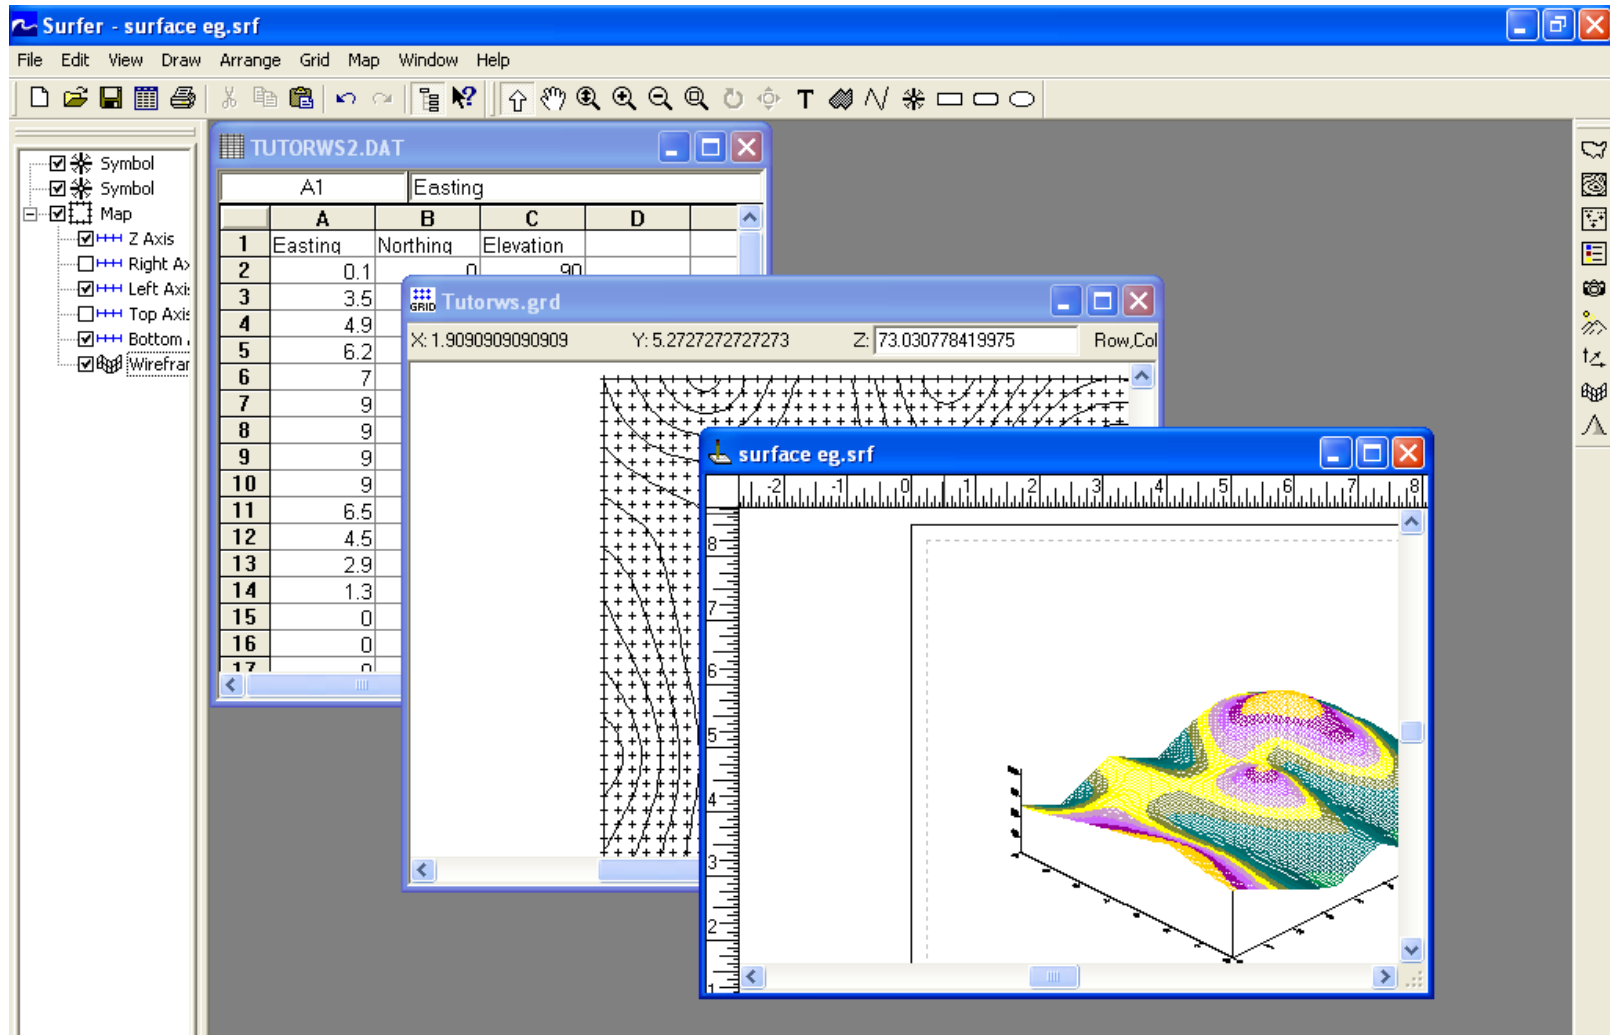 Surfer - surface eg.srf
File Edit View Draw Arrange Grid Map Window Help
T
Symbol
Symbol
Map
Z Axis
Right Ax
Left Axi
Top Axis
Bottom
Wirefrar
TUTORWS2.DAT
A1 Easting
A B C D
1 Easting Northing Elevation
2 0.1 0 90
3 3.5
4 4.9
5 6.2
6 7
7 9
8 9
9 9
10 9
11 6.5
12 4.5
13 2.9
14 1.3
15 0
16 0
17 0
GRID Tutorws.grd
X: 1.9090909090909 Y: 5.2727272727273 Z: 73.030778419975 Row,Col
surface eg.srf
-2 -1 0 1 2 3 4 5 6 7 8
8
7
6
5
4
3
2
1